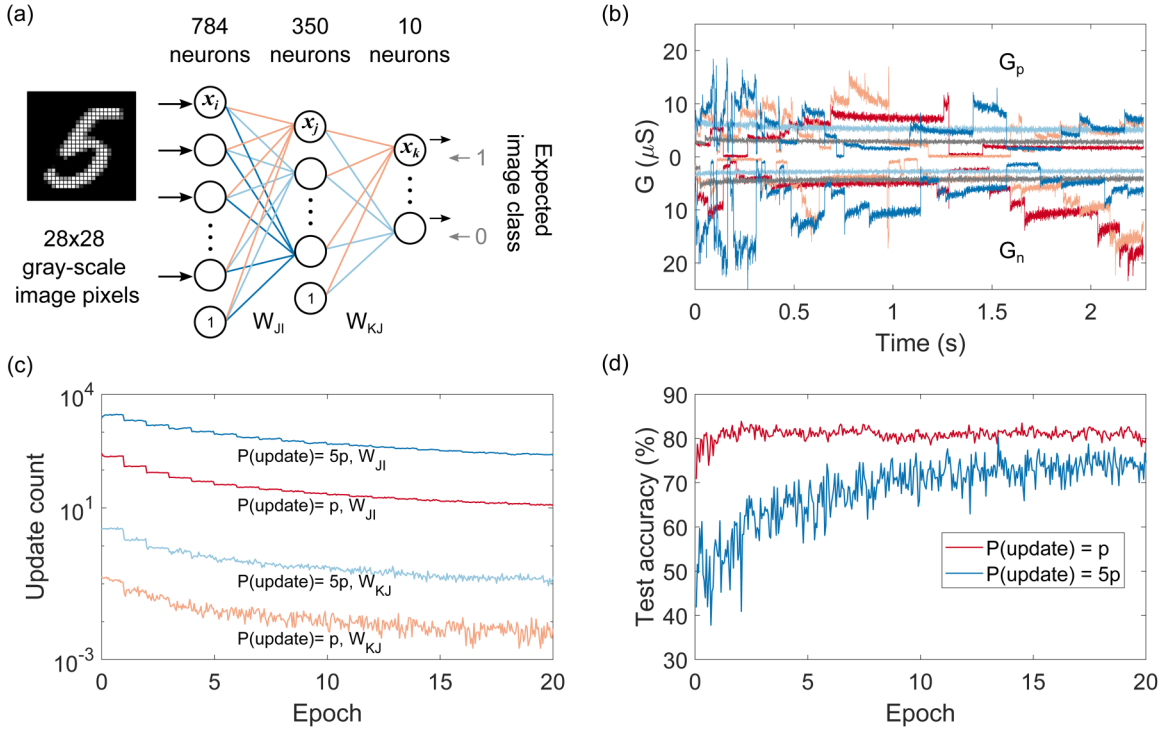 (a)
784 350 10
neurons neurons neurons
x_i
x_j
x_k
1
0
1
1
Expected
image class
28x28
gray-scale
image pixels
W_JI
W_KJ
(b)
G_p
G_n
20
10
0
10
20
G (μS)
0 0.5 1 1.5 2
Time (s)
(c)
10^4
10^1
10^-3
Update count
P(update)= 5p, W_JI
P(update)= p, W_JI
P(update)= 5p, W_KJ
P(update)= p, W_KJ
0 5 10 15 20
Epoch
(d)
90
80
70
60
50
40
30
Test accuracy (%)
P(update) = p
P(update) = 5p
0 5 10 15 20
Epoch